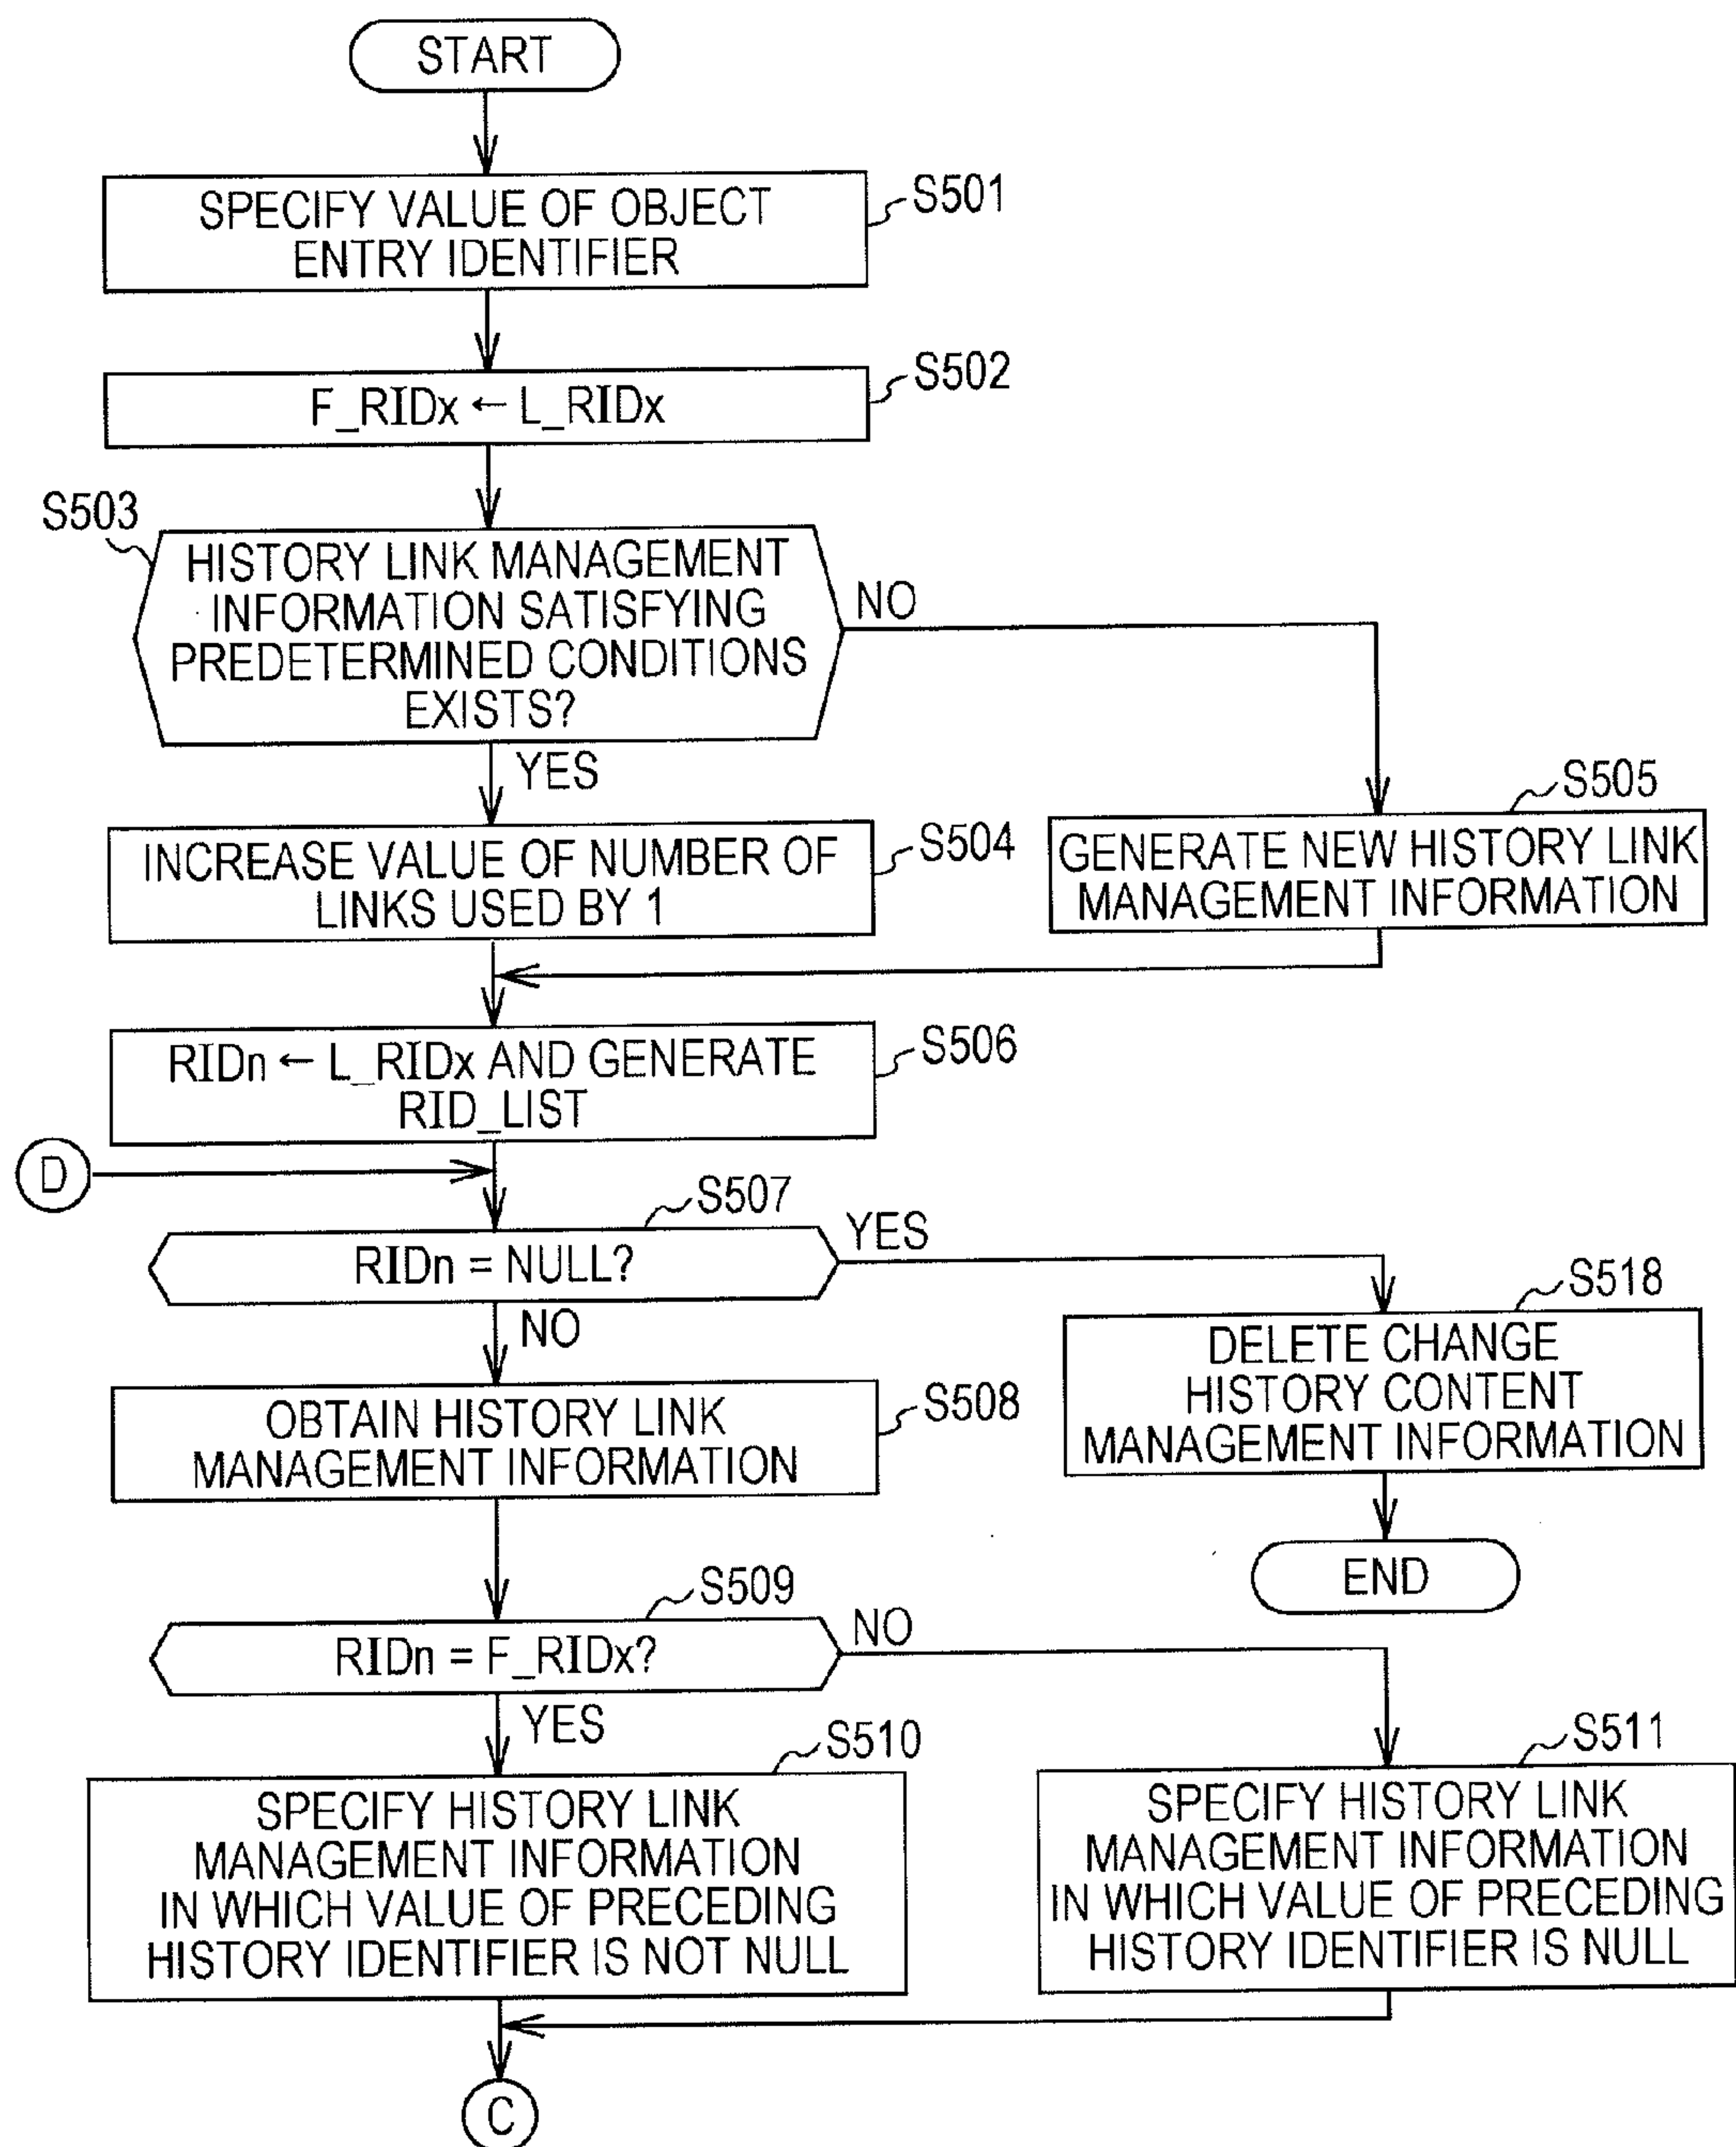 START
SPECIFY VALUE OF OBJECT
ENTRY IDENTIFIER
S501
F_RIDx ← L_RIDx
S502
S503
HISTORY LINK MANAGEMENT
INFORMATION SATISFYING
PREDETERMINED CONDITIONS
EXISTS?
NO
YES
INCREASE VALUE OF NUMBER OF
LINKS USED BY 1
S504
S505
GENERATE NEW HISTORY LINK
MANAGEMENT INFORMATION
RIDn ← L_RIDx AND GENERATE
RID_LIST
S506
D
S507
RIDn = NULL?
YES
NO
S518
DELETE CHANGE
HISTORY CONTENT
MANAGEMENT INFORMATION
END
OBTAIN HISTORY LINK
MANAGEMENT INFORMATION
S508
S509
RIDn = F_RIDx?
NO
YES
S510
SPECIFY HISTORY LINK
MANAGEMENT INFORMATION
IN WHICH VALUE OF PRECEDING
HISTORY IDENTIFIER IS NOT NULL
S511
SPECIFY HISTORY LINK
MANAGEMENT INFORMATION
IN WHICH VALUE OF PRECEDING
HISTORY IDENTIFIER IS NULL
C